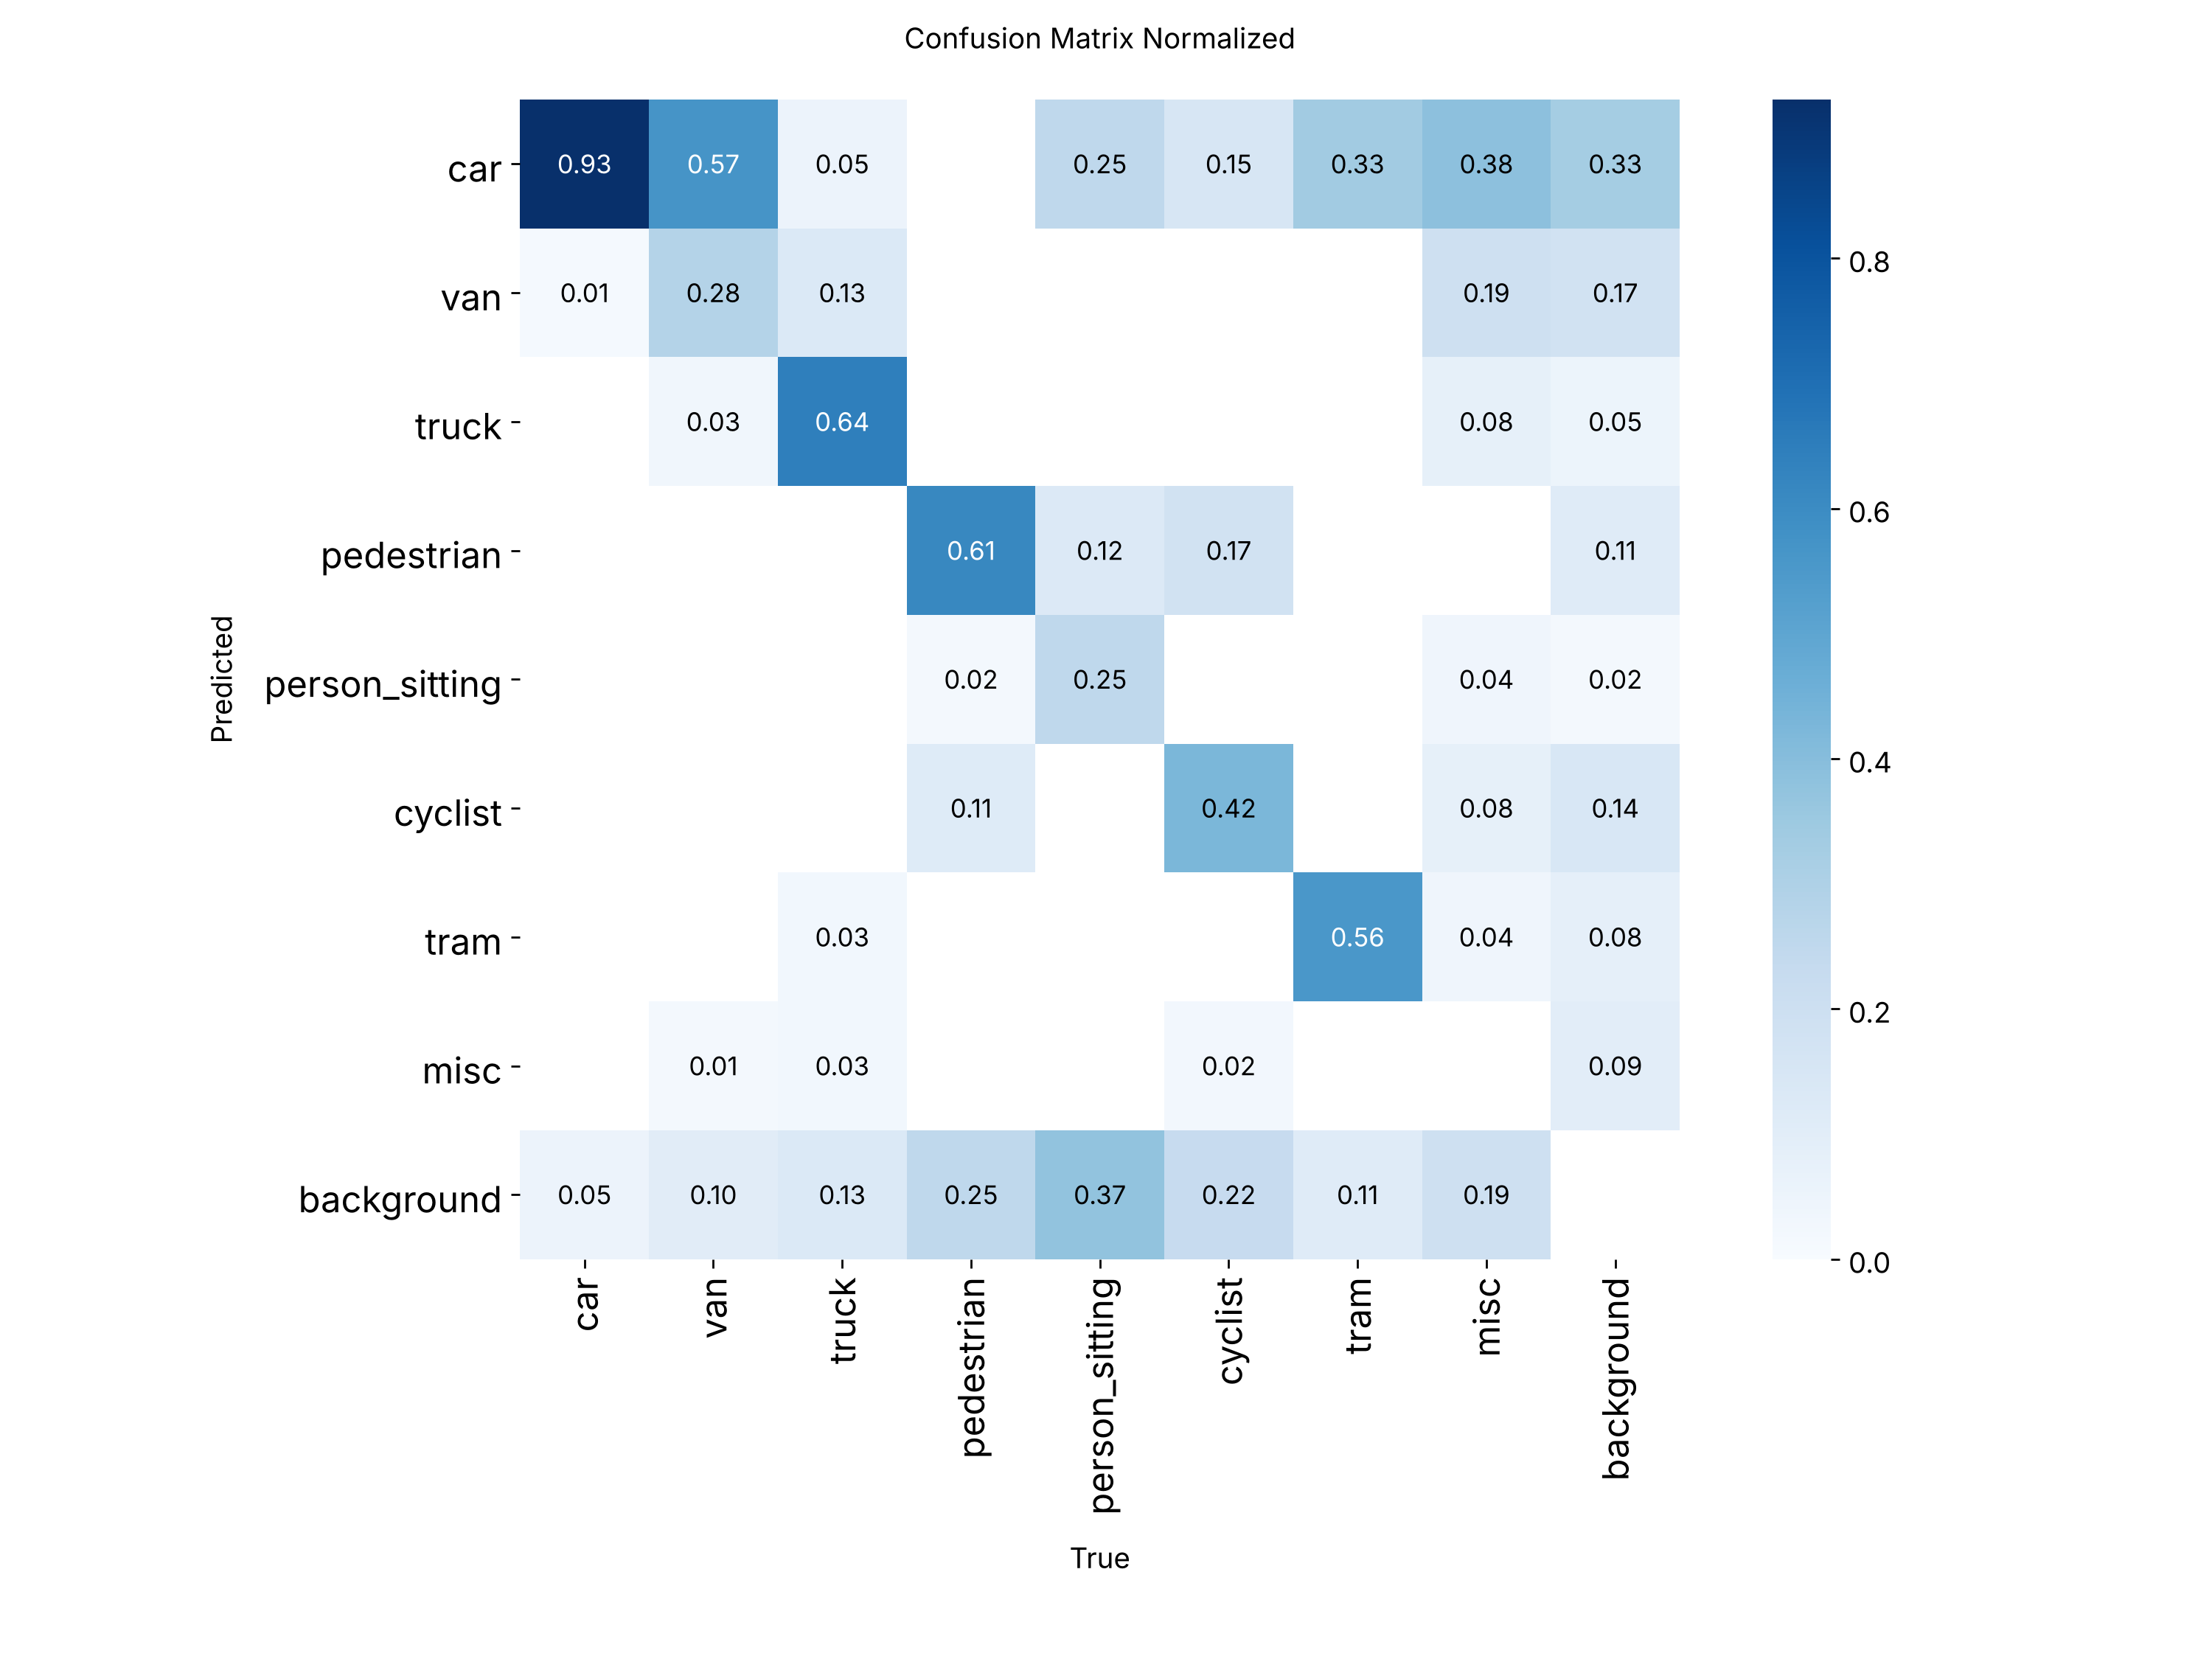 Confusion Matrix Normalized
car 0.93 0.57 0.05 0.25 0.15 0.33 0.38 0.33
van 0.01 0.28 0.13 0.19 0.17
truck 0.03 0.64 0.08 0.05
pedestrian 0.61 0.12 0.17 0.11
person_sitting 0.02 0.25 0.04 0.02
cyclist 0.11 0.42 0.08 0.14
tram 0.03 0.56 0.04 0.08
misc 0.01 0.03 0.02 0.09
background 0.05 0.10 0.13 0.25 0.37 0.22 0.11 0.19
Predicted
car van truck pedestrian person_sitting cyclist tram misc background
True
0.8
0.6
0.4
0.2
0.0